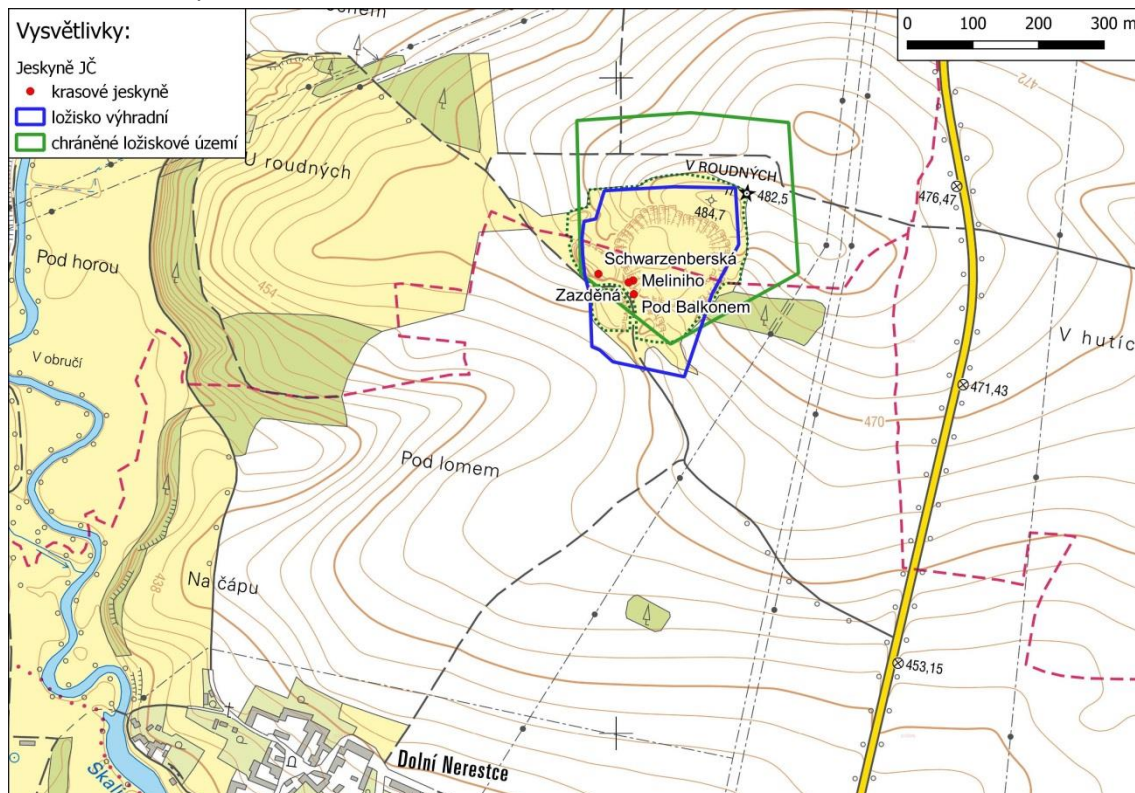 Vysvětlivky:
Jeskyně JČ
krasové jeskyně
ložisko výhradní
chráněné ložiskové území
0 100 200 300 m
472
U roudných
V ROUDNÝCH
482,5
484,7
476,47
Pod horou
454
Schwarzenberská
Meliniho
Zazděná
Pod Balkónem
V hutíc
V obručí
471,43
470
Pod lomem
Na čápu
438
453,15
Dolní Nerestce
Skali